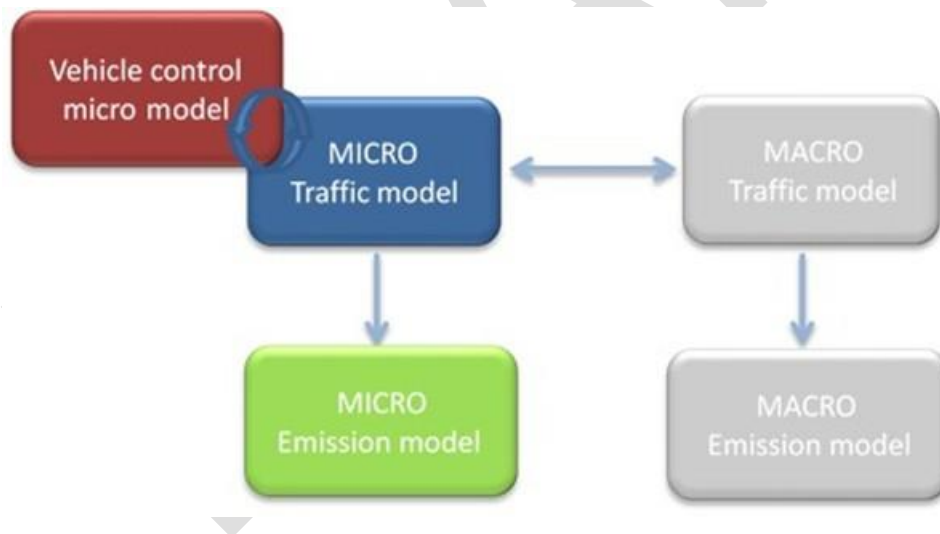 Vehicle control
micro model
MICRO
Traffic model
MACRO
Traffic model
MICRO
Emission model
MACRO
Emission model